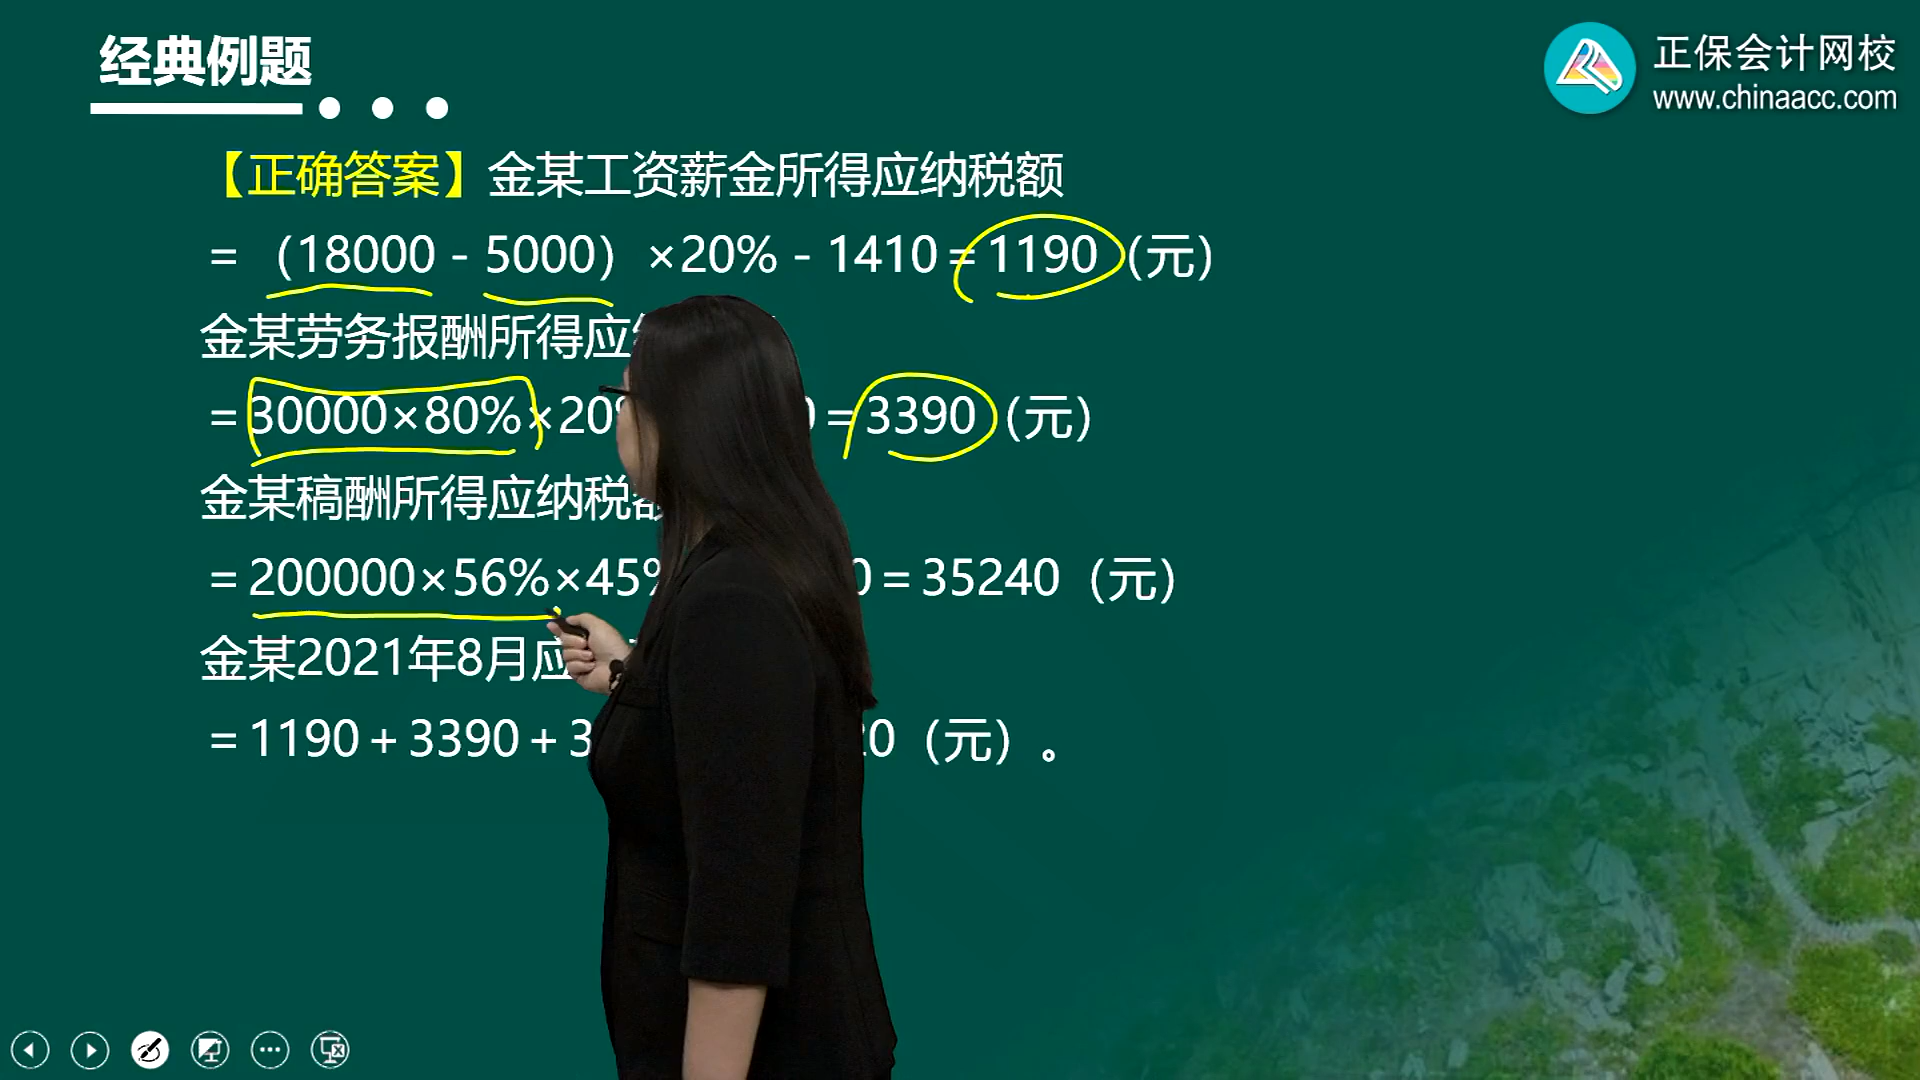 经典例题
正保会计网校
www.chinaacc.com
【正确答案】金某工资薪金所得应纳税额
=（18000-5000）×20%-1410=1190（元）
金某劳务报酬所得应
=30000×80%×20 0=3390（元）
金某稿酬所得应纳税
=200000×56%×45% 0=35240（元）
金某2021年8月应
=1190+3390+3 20（元）。